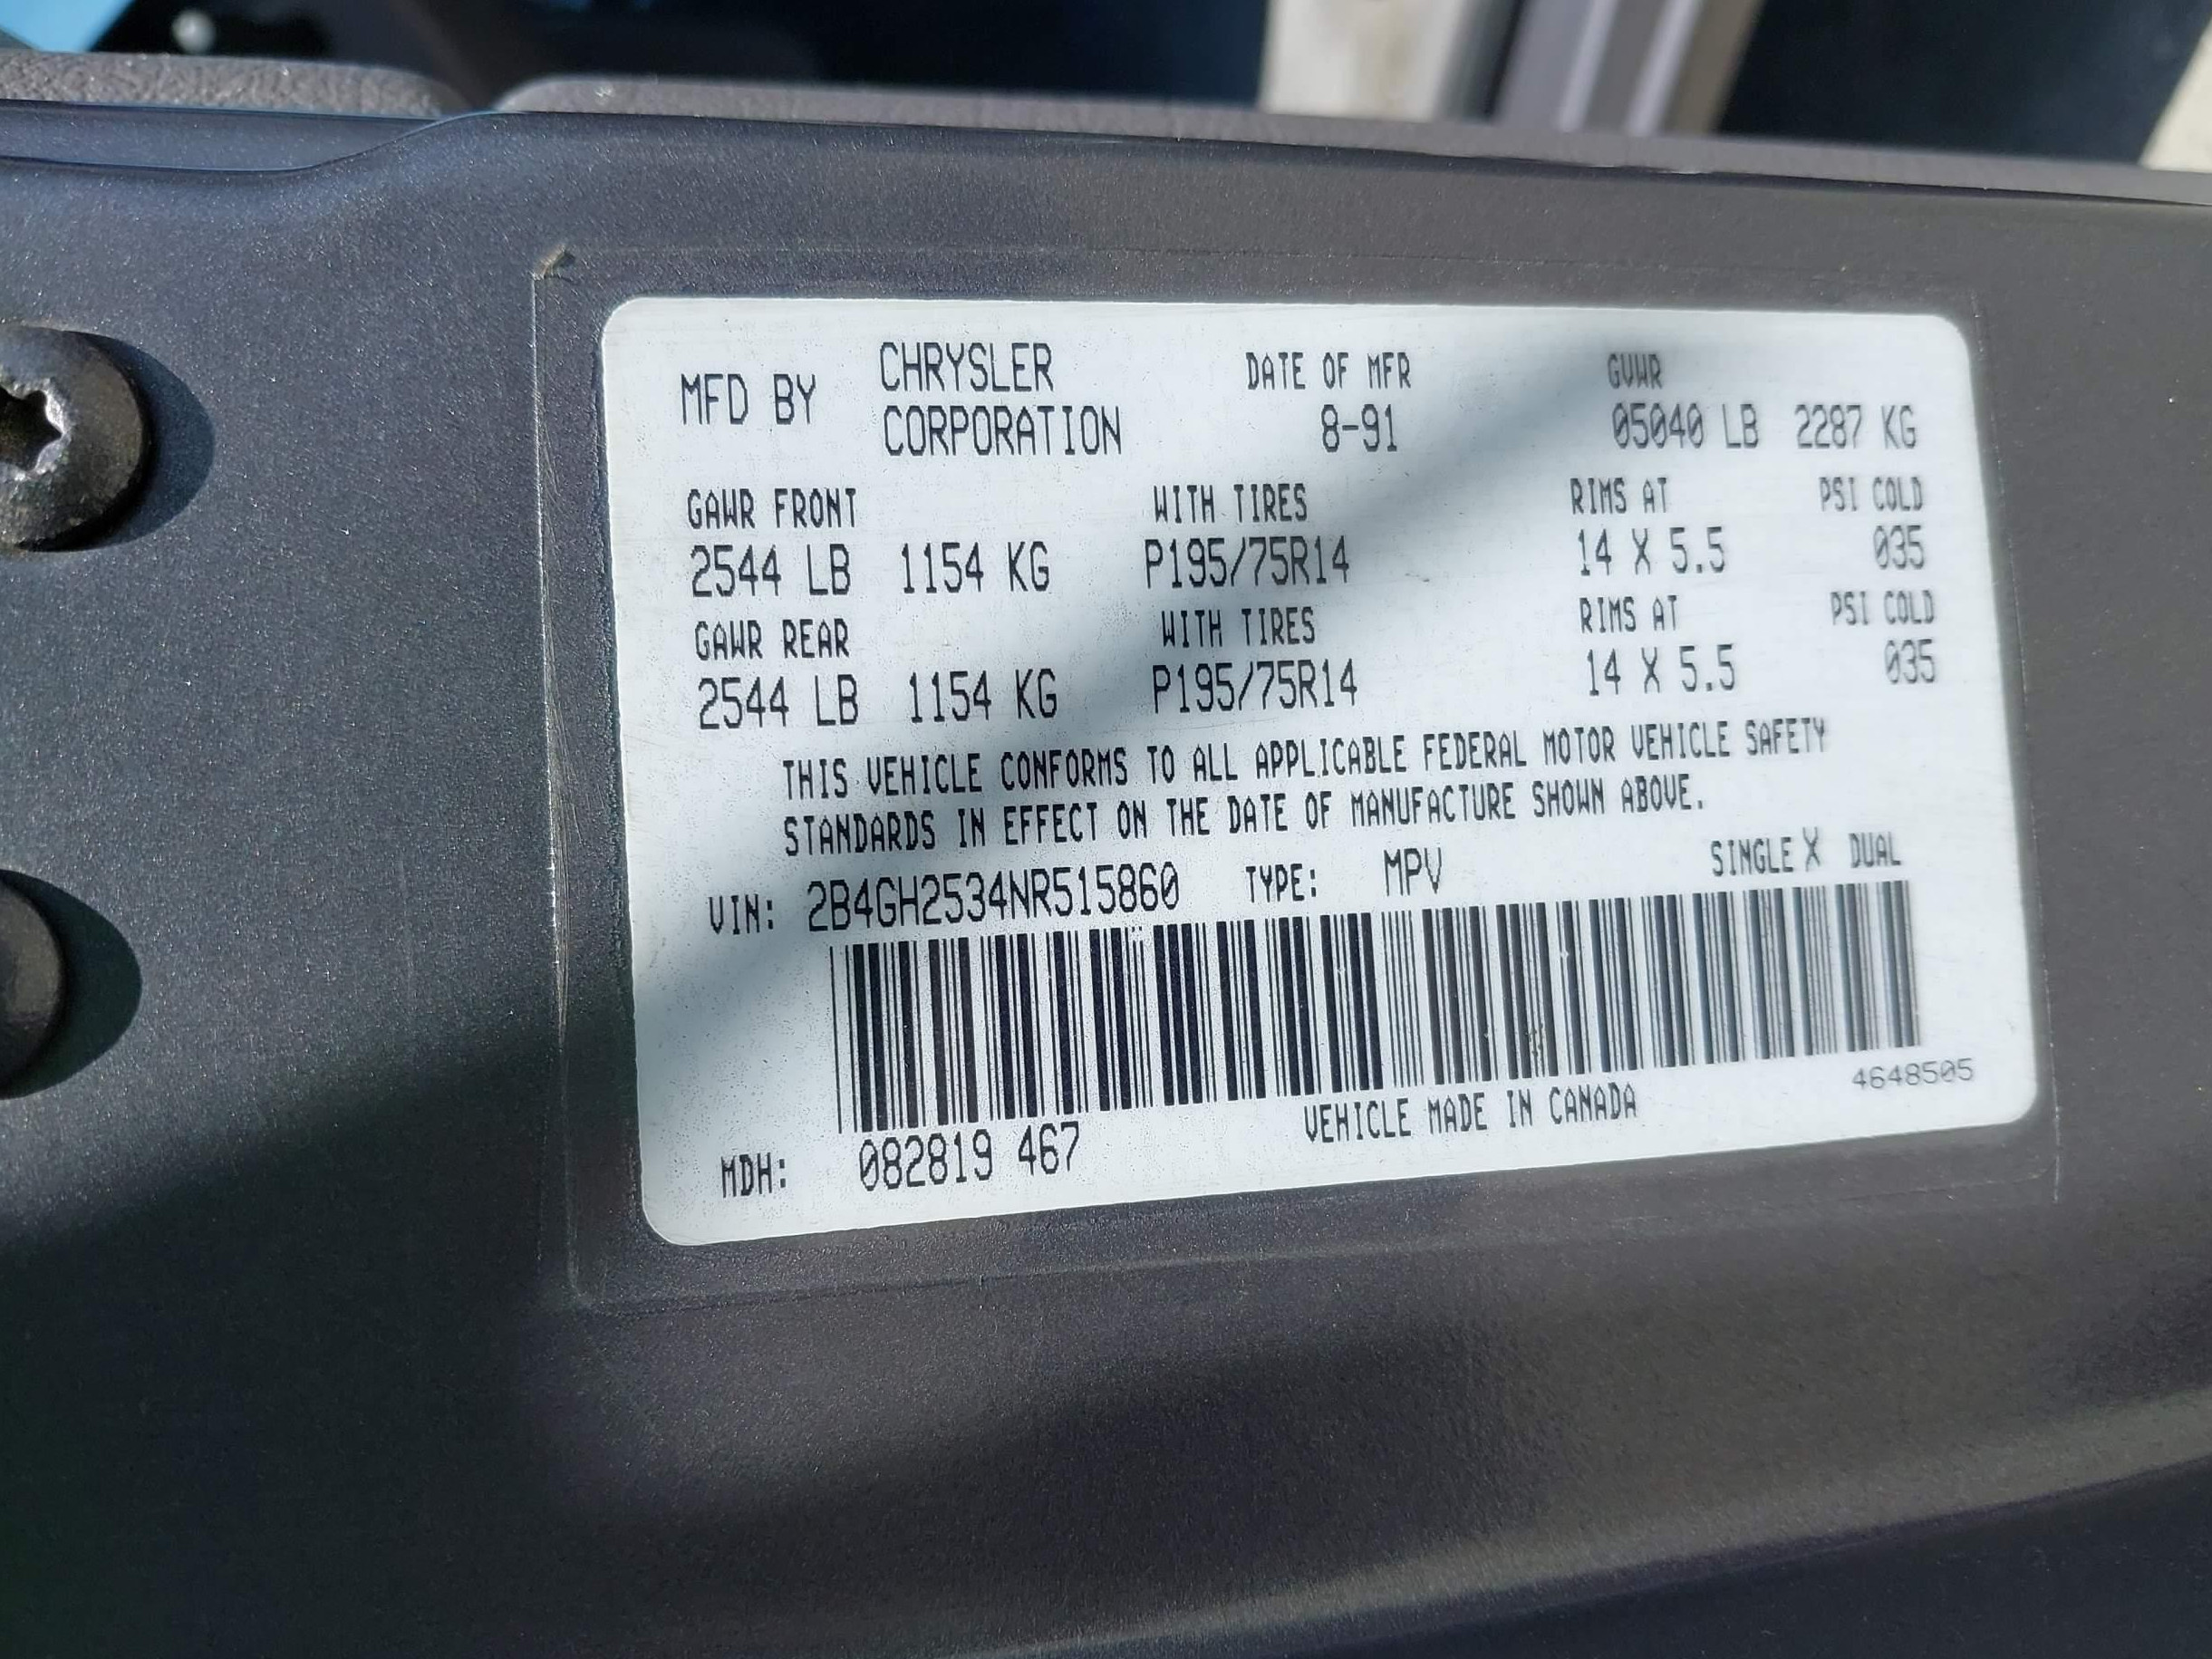 MFD BY CHRYSLER CORPORATION
DATE OF MFR
8-91
GVWR
05040 LB 2287 KG
GAWR FRONT WITH TIRES RIMS AT PSI COLD
2544 LB 1154 KG P195/75R14 14 X 5.5 035
GAWR REAR WITH TIRES RIMS AT PSI COLD
2544 LB 1154 KG P195/75R14 14 X 5.5 035
THIS VEHICLE CONFORMS TO ALL APPLICABLE FEDERAL MOTOR VEHICLE SAFETY
STANDARDS IN EFFECT ON THE DATE OF MANUFACTURE SHOWN ABOVE.
VIN: 2B4GH2534NR515860 TYPE: MPV SINGLE X DUAL
4648505
MDH: 082819 467 VEHICLE MADE IN CANADA